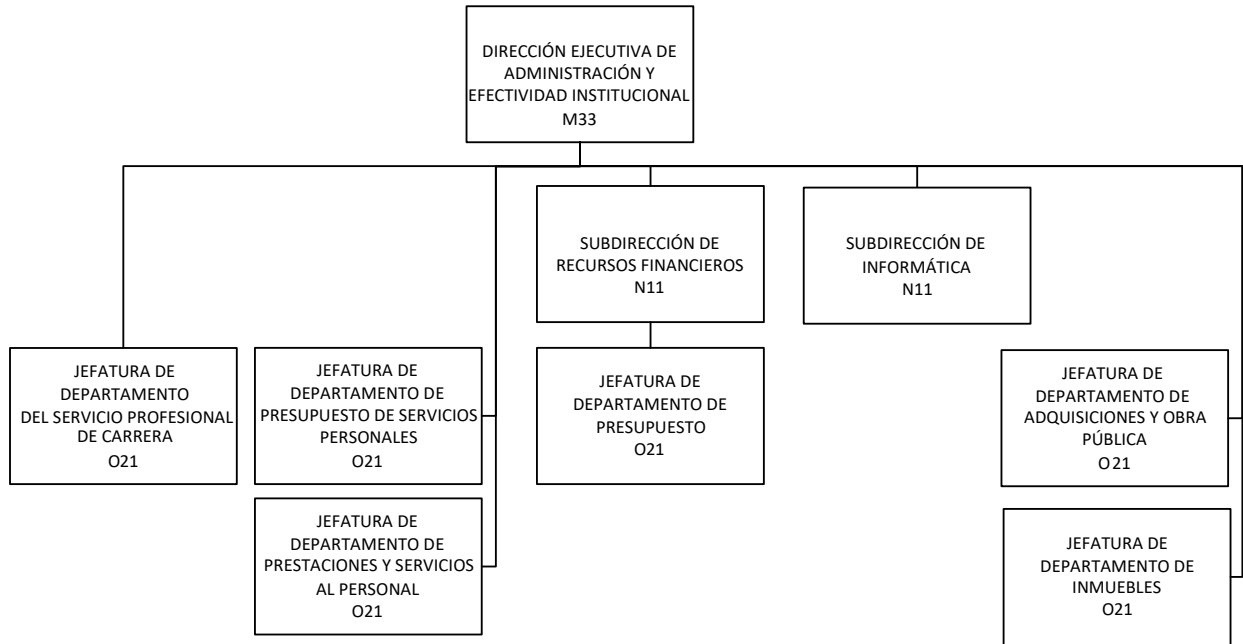 DIRECCIÓN EJECUTIVA DE
ADMINISTRACIÓN Y
EFECTIVIDAD INSTITUCIONAL
M33
SUBDIRECCIÓN DE
RECURSOS FINANCIEROS
N11
SUBDIRECCIÓN DE
INFORMÁTICA
N11
JEFATURA DE
DEPARTAMENTO
DEL SERVICIO PROFESIONAL
DE CARRERA
O21
JEFATURA DE
DEPARTAMENTO DE
PRESUPUESTO DE SERVICIOS
PERSONALES
O21
JEFATURA DE
DEPARTAMENTO DE
PRESUPUESTO
O21
JEFATURA DE
DEPARTAMENTO DE
ADQUISICIONES Y OBRA
PÚBLICA
O21
JEFATURA DE
DEPARTAMENTO DE
PRESTACIONES Y SERVICIOS
AL PERSONAL
O21
JEFATURA DE
DEPARTAMENTO DE
INMUEBLES
O21